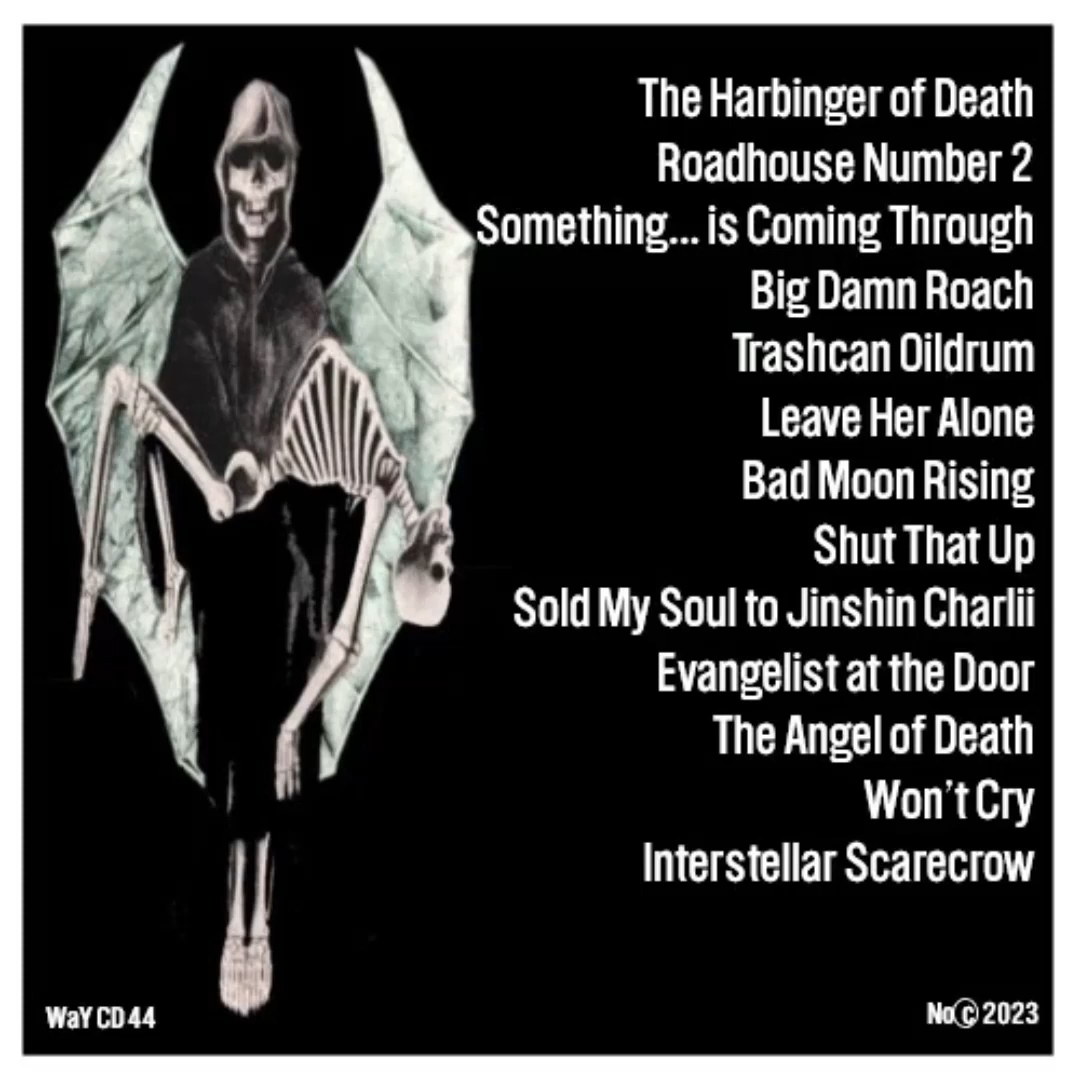 The Harbinger of Death
Roadhouse Number 2
Something... is Coming Through
Big Damn Roach
Trashcan Oildrum
Leave Her Alone
Bad Moon Rising
Shut That Up
Sold My Soul to Jinshin Charlii
Evangelist at the Door
The Angel of Death
Won't Cry
Interstellar Scarecrow
WaY CD 44
No © 2023